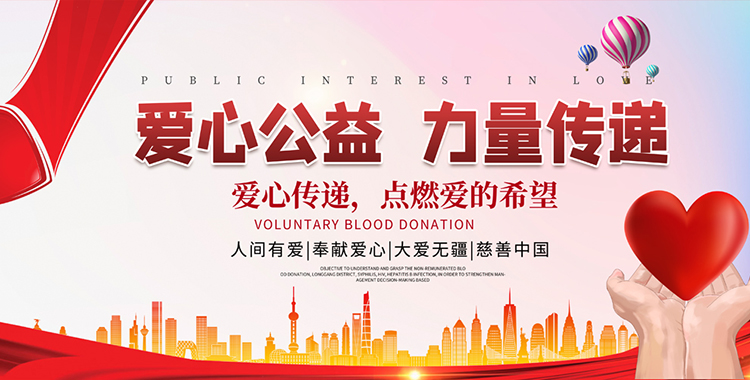 PUBLIC INTEREST IN LOVE
爱心公益 力量传递
爱心传递，点燃爱的希望
VOLUNTARY BLOOD DONATION
人间有爱|奉献爱心|大爱无疆|慈善中国
OBJECTIVE TO UNDERSTAND AND GRASP THE NON-REMUNERATED BLO
OD DONATION, LONGGANG DISTRICT, SIPHILIS, HIV, HEPATITIS B INFECTION, IN ORDER TO STRENGTHEN MAN-
AGEMENT DECISION-MAKING BASED